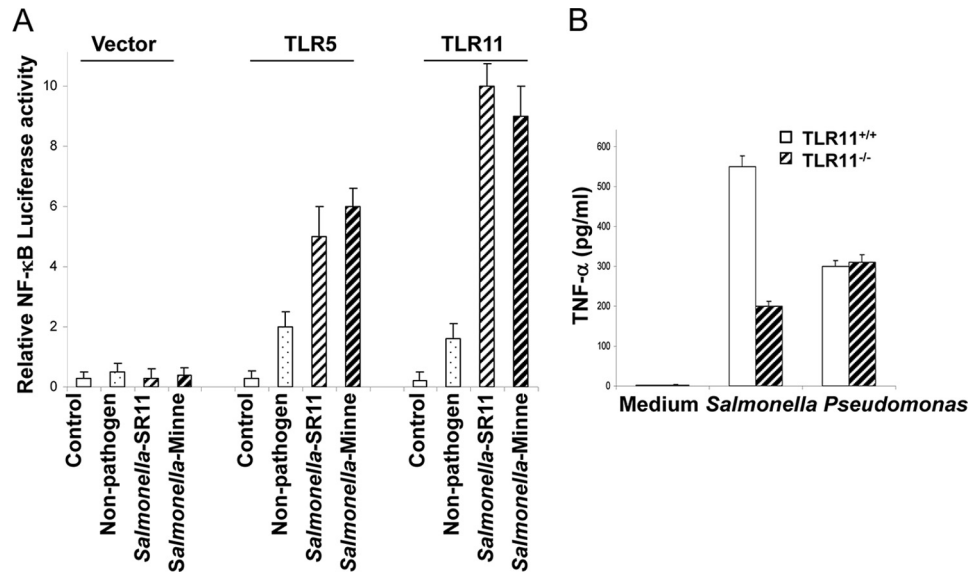 A
Vector
TLR5
TLR11
Relative NF-κB Luciferase activity
10
8
6
4
2
0
Control
Non-pathogen
Salmonella-SR11
Salmonella-Minne
Control
Non-pathogen
Salmonella-SR11
Salmonella-Minne
Control
Non-pathogen
Salmonella-SR11
Salmonella-Minne
B
TLR11+/+
TLR11-/-
TNF-α (pg/ml)
600
500
400
300
200
100
0
Medium Salmonella Pseudomonas